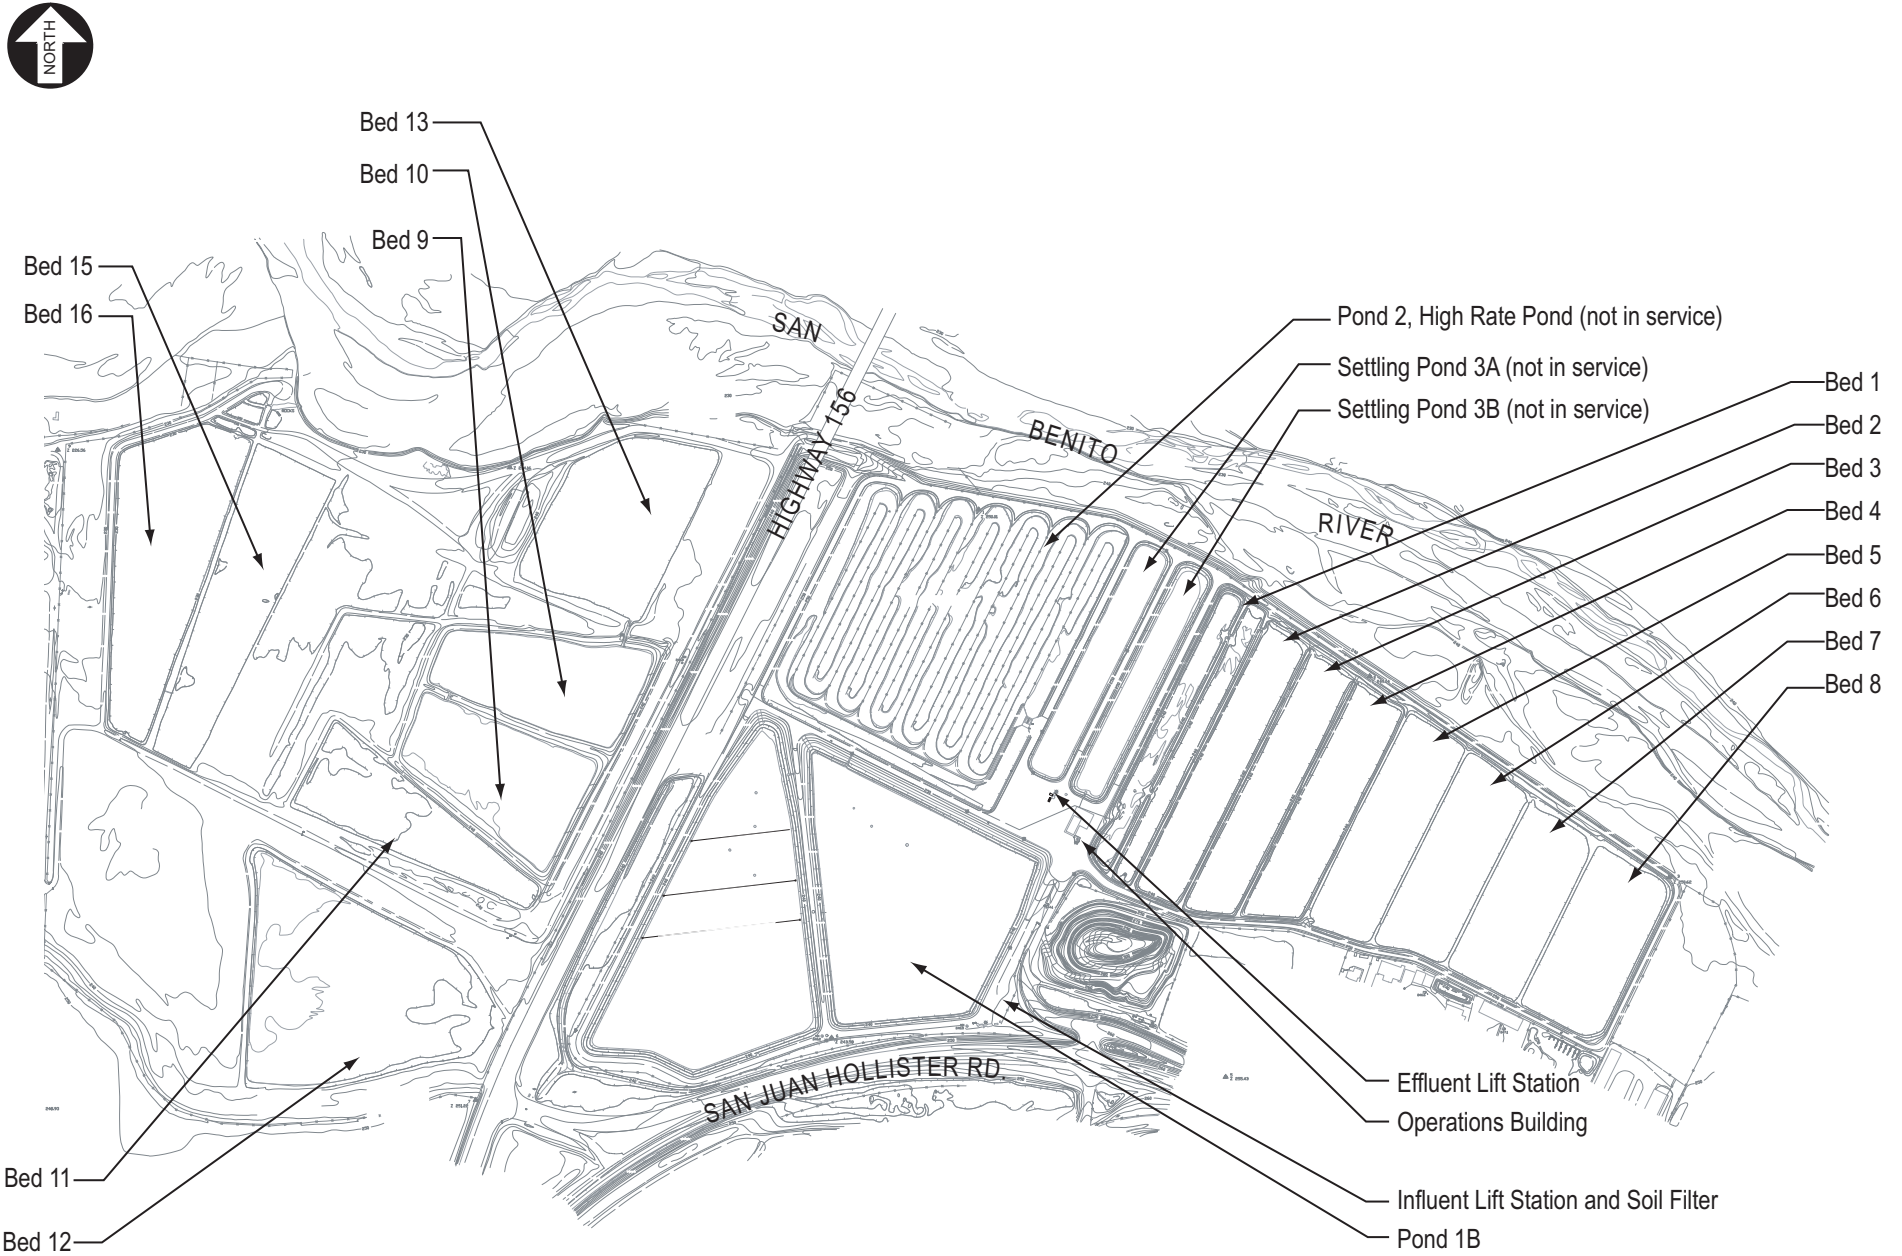 NORTH
Bed 13
Bed 10
Bed 9
Bed 15
Bed 16
SAN
BENITO
RIVER
HIGHWAY 156
Pond 2, High Rate Pond (not in service)
Settling Pond 3A (not in service)
Settling Pond 3B (not in service)
Bed 1
Bed 2
Bed 3
Bed 4
Bed 5
Bed 6
Bed 7
Bed 8
SAN JUAN HOLLISTER RD.
Effluent Lift Station
Operations Building
Influent Lift Station and Soil Filter
Pond 1B
Bed 11
Bed 12